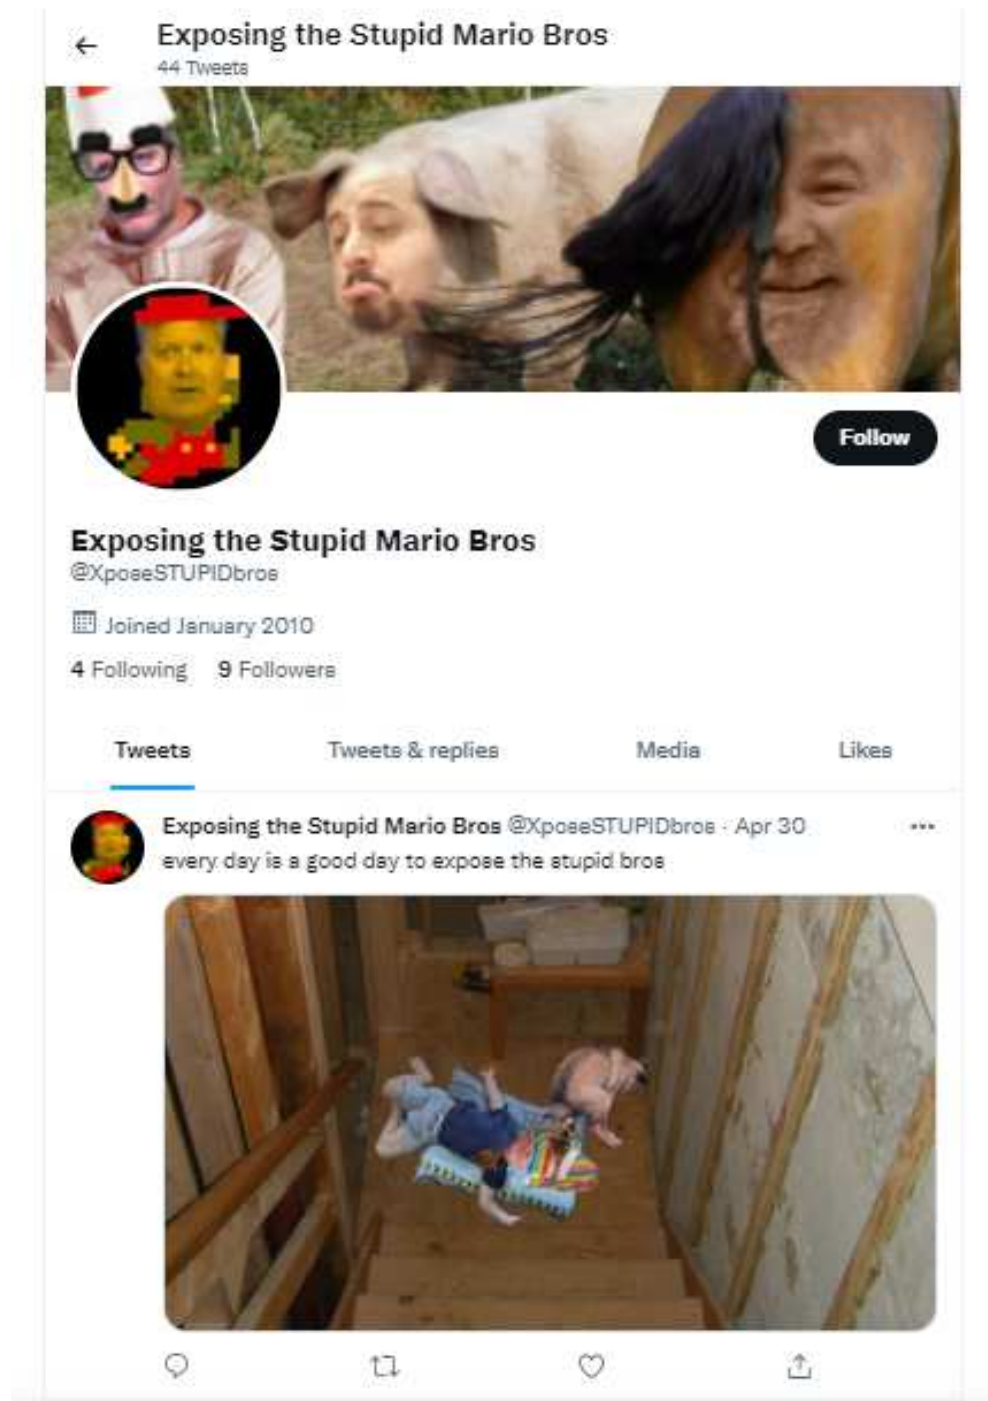 Exposing the Stupid Mario Bros
44 Tweets
Follow
Exposing the Stupid Mario Bros
@XposeSTUPIDbros
Joined January 2010
4 Following 9 Followers
Tweets Tweets & replies Media Likes
Exposing the Stupid Mario Bros @XposeSTUPIDbros · Apr 30
every day is a good day to expose the stupid bros